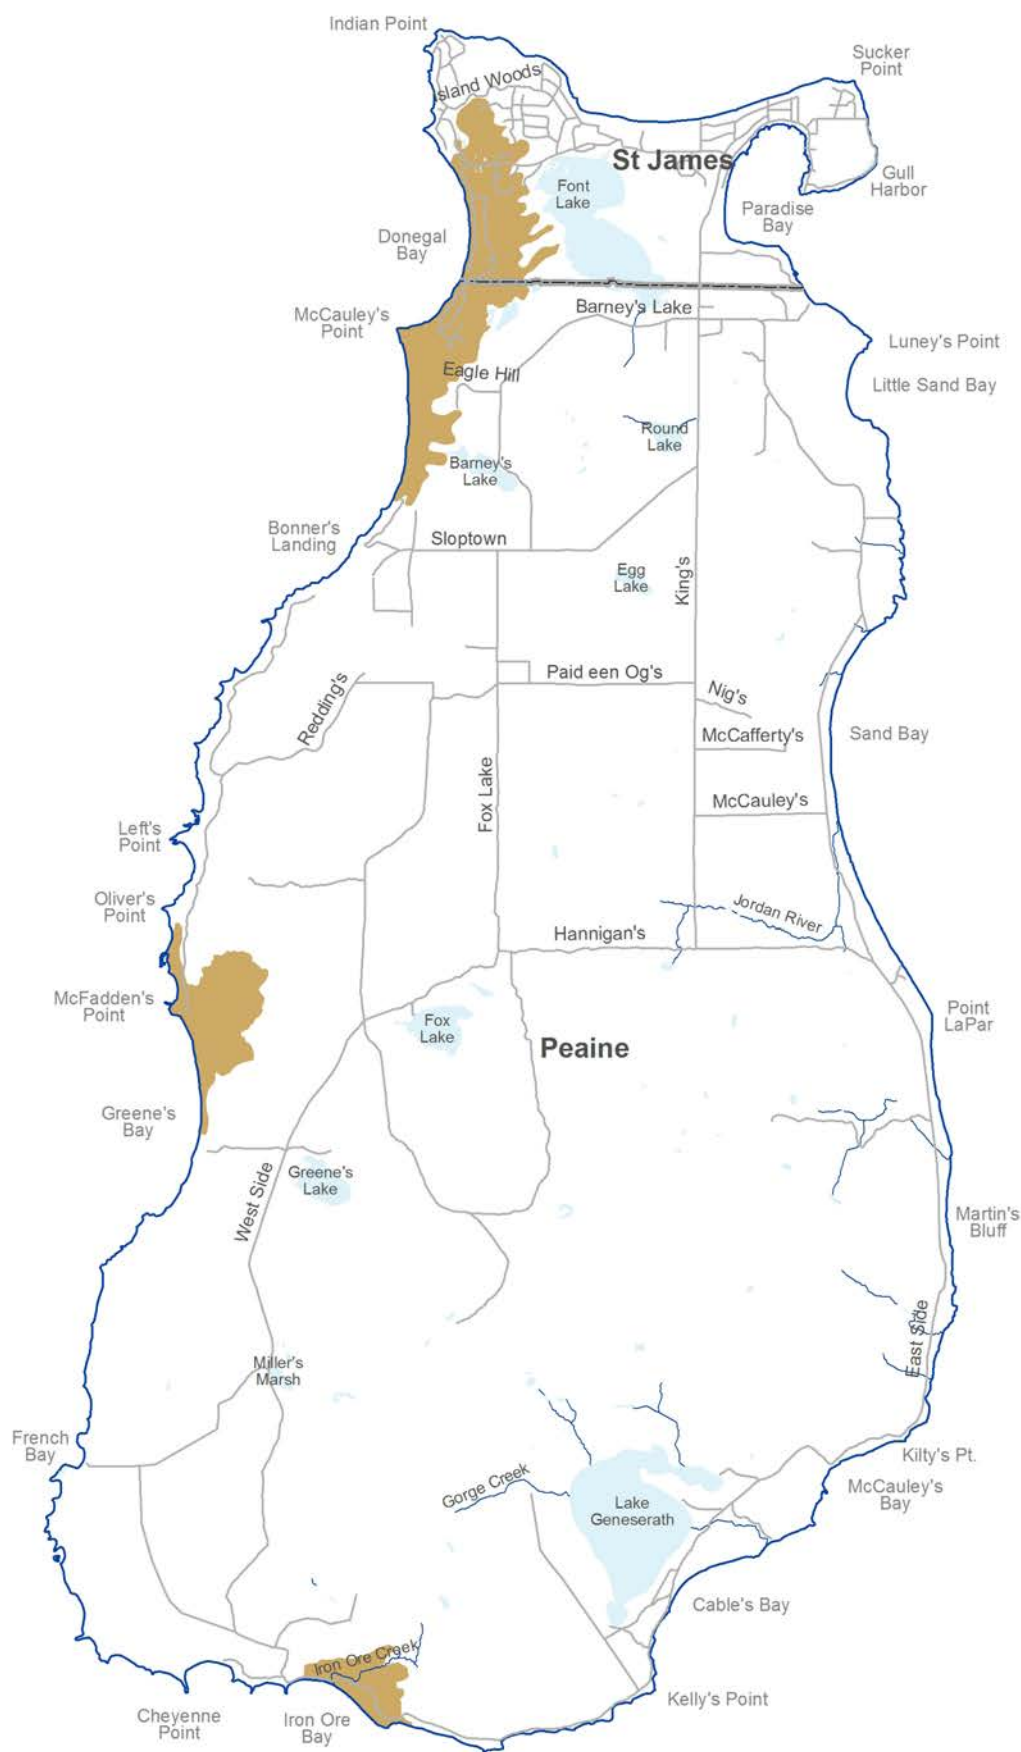 Indian Point
Sucker
Point
Island Woods
St James
Font
Lake
Gull
Harbor
Paradise
Bay
Donegal
Bay
McCauley's
Point
Barney's Lake
Luney's Point
Eagle Hill
Little Sand Bay
Round
Lake
Barney's
Lake
Bonner's
Landing
Sloptown
Egg
Lake
King's
Paid een Og's
Redding's
Nig's
McCafferty's
Sand Bay
Fox Lake
McCauley's
Left's
Point
Oliver's
Point
Jordan River
Hannigan's
McFadden's
Point
Point
LaPar
Fox
Lake
Peaine
Greene's
Bay
Greene's
Lake
West Side
Martin's
Bluff
East Side
Miller's
Marsh
French
Bay
Kilty's Pt.
McCauley's
Bay
Gorge Creek
Lake
Geneserath
Cable's Bay
Iron Ore Creek
Kelly's Point
Cheyenne
Point
Iron Ore
Bay